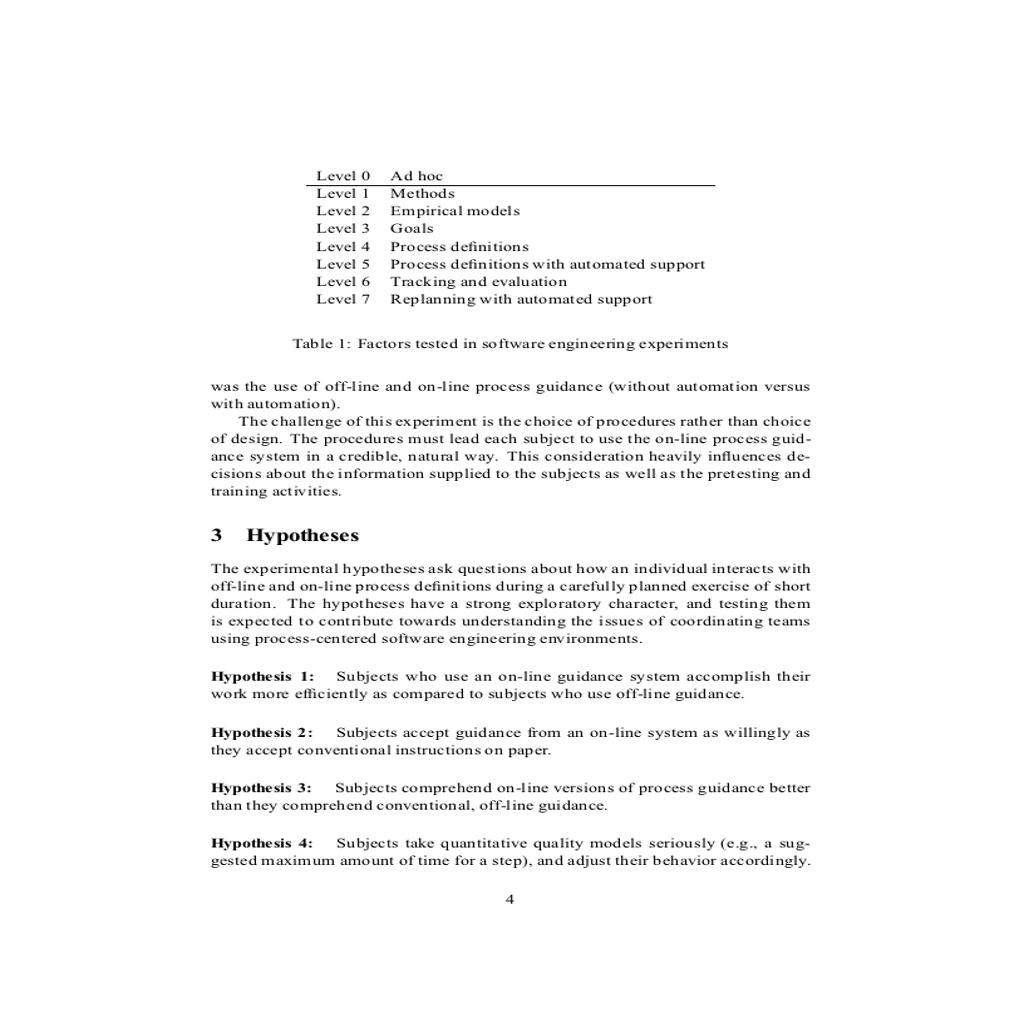 Level 0 Ad hoc
Level 1 Methods
Level 2 Empirical models
Level 3 Goals
Level 4 Process definitions
Level 5 Process definitions with automated support
Level 6 Tracking and evaluation
Level 7 Replanning with automated support
Table 1: Factors tested in software engineering experiments
was the use of off-line and on-line process guidance (without automation versus
with automation).
The challenge of this experiment is the choice of procedures rather than choice
of design. The procedures must lead each subject to use the on-line process guid-
ance system in a credible, natural way. This consideration heavily influences de-
cisions about the information supplied to the subjects as well as the pretesting and
training activities.
3 Hypotheses
The experimental hypotheses ask questions about how an individual interacts with
off-line and on-line process definitions during a carefully planned exercise of short
duration. The hypotheses have a strong exploratory character, and testing them
is expected to contribute towards understanding the issues of coordinating teams
using process-centered software engineering environments.
Hypothesis 1: Subjects who use an on-line guidance system accomplish their
work more efficiently as compared to subjects who use off-line guidance.
Hypothesis 2: Subjects accept guidance from an on-line system as willingly as
they accept conventional instructions on paper.
Hypothesis 3: Subjects comprehend on-line versions of process guidance better
than they comprehend conventional, off-line guidance.
Hypothesis 4: Subjects take quantitative quality models seriously (e.g., a sug-
gested maximum amount of time for a step), and adjust their behavior accordingly.
4